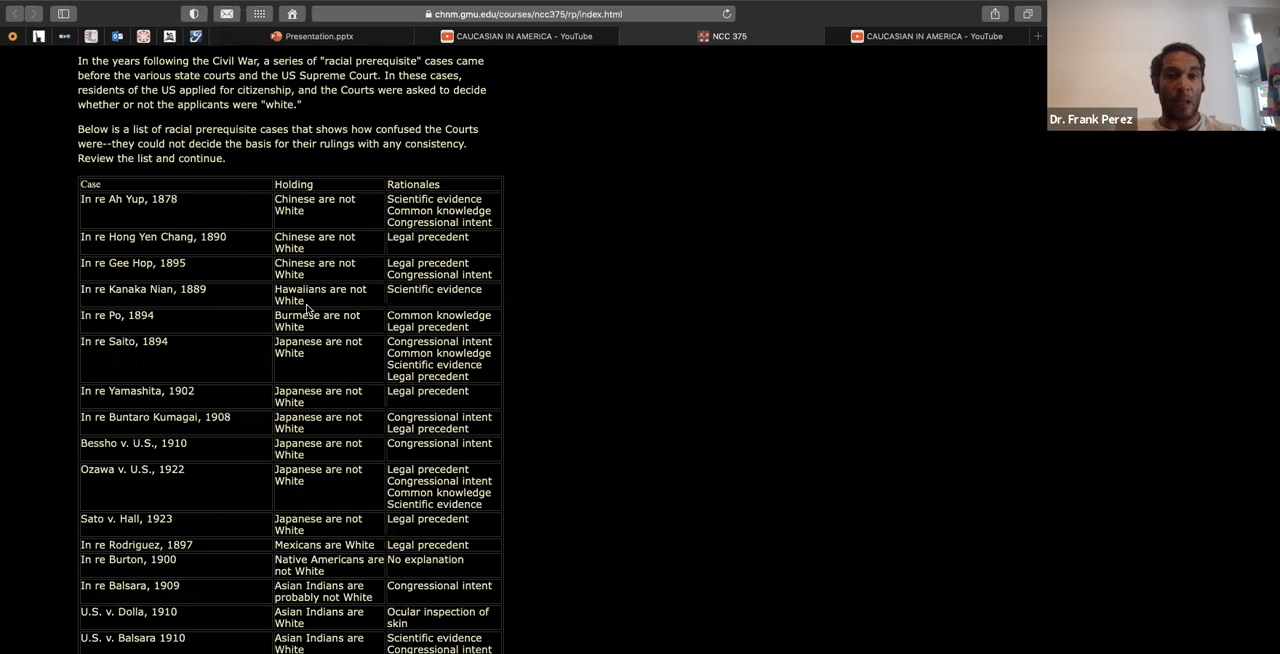 chnm.gmu.edu/courses/ncc375/rp/index.html
Presentation.pptx
CAUCASIAN IN AMERICA - YouTube
NCC 375
CAUCASIAN IN AMERICA - YouTube
Dr. Frank Perez
In the years following the Civil War, a series of "racial prerequisite" cases came
before the various state courts and the US Supreme Court. In these cases,
residents of the US applied for citizenship, and the Courts were asked to decide
whether or not the applicants were "white."
Below is a list of racial prerequisite cases that shows how confused the Courts
were--they could not decide the basis for their rulings with any consistency.
Review the list and continue.
Case Holding Rationales
In re Ah Yup, 1878 Chinese are not Scientific evidence
White Common knowledge
Congressional intent
In re Hong Yen Chang, 1890 Chinese are not Legal precedent
White
In re Gee Hop, 1895 Chinese are not Legal precedent
White Congressional intent
In re Kanaka Nian, 1889 Hawaiians are not Scientific evidence
White
In re Po, 1894 Burmese are not Common knowledge
White Legal precedent
In re Saito, 1894 Japanese are not Congressional intent
White Common knowledge
Scientific evidence
Legal precedent
In re Yamashita, 1902 Japanese are not Legal precedent
White
In re Buntaro Kumagai, 1908 Japanese are not Congressional intent
White Legal precedent
Bessho v. U.S., 1910 Japanese are not Congressional intent
White
Ozawa v. U.S., 1922 Japanese are not Legal precedent
White Congressional intent
Common knowledge
Scientific evidence
Sato v. Hall, 1923 Japanese are not Legal precedent
White
In re Rodriguez, 1897 Mexicans are White Legal precedent
In re Burton, 1900 Native Americans are No explanation
not White
In re Balsara, 1909 Asian Indians are Congressional intent
probably not White
U.S. v. Dolla, 1910 Asian Indians are Ocular inspection of
White skin
U.S. v. Balsara 1910 Asian Indians are Scientific evidence
White Congressional intent